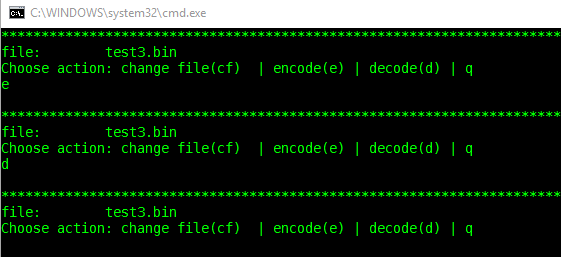 C:\WINDOWS\system32\cmd.exe
**********************************************************************
file:        test3.bin
Choose action: change file(cf)  | encode(e) | decode(d) | q
e
**********************************************************************
file:        test3.bin
Choose action: change file(cf)  | encode(e) | decode(d) | q
d
**********************************************************************
file:        test3.bin
Choose action: change file(cf)  | encode(e) | decode(d) | q